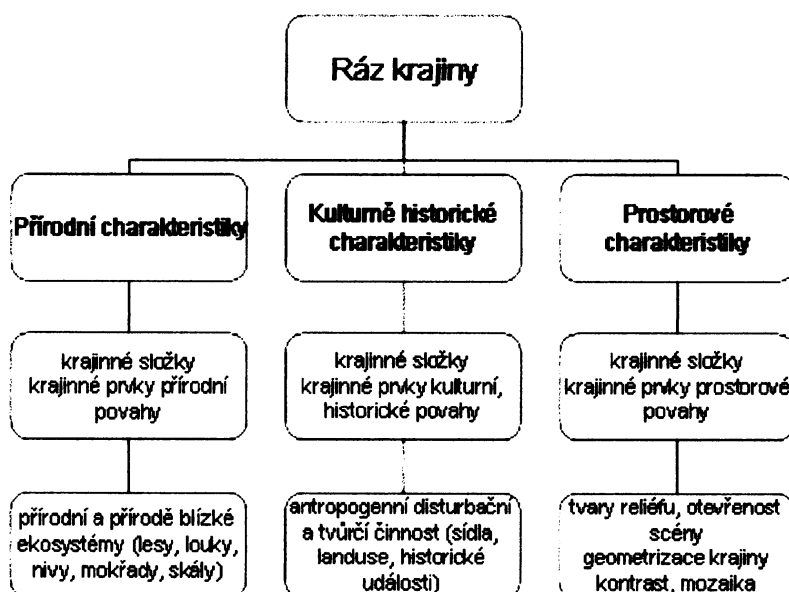 Ráz krajiny
Přírodní charakteristiky
Kulturně historické
charakteristiky
Prostorové
charakteristiky
krajinné složky
krajinné prvky přírodní
povahy
krajinné složky
krajinné prvky kulturní,
historické povahy
krajinné složky
krajinné prvky prostorové
povahy
přírodní a přírodě blízké
ekosystémy (lesy, louky,
nivy, mokřady, skály)
antropogenní disturbační
a tvůrčí činnost (sídla,
landuse, historické
události)
tvary reliéfu, otevřenost
scény
geometrizace krajiny
kontrast, mozaika